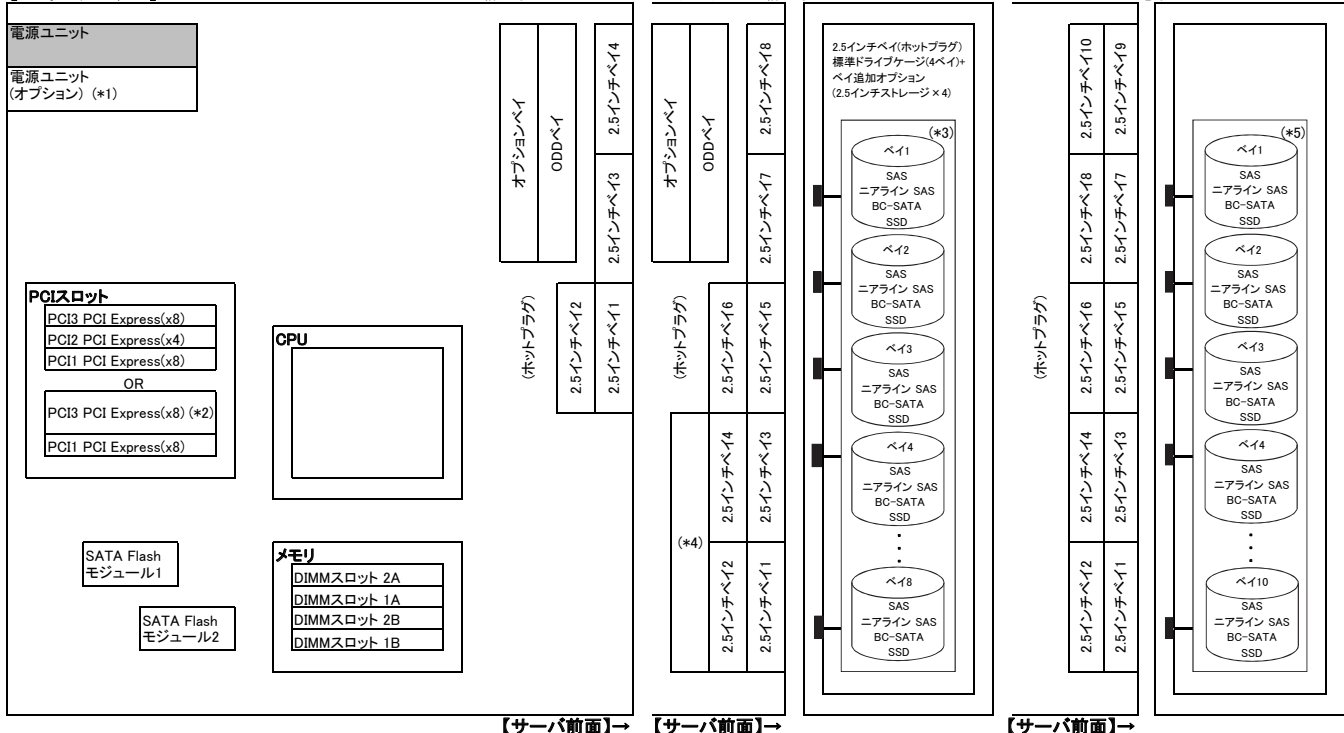 電源ユニット
電源ユニット
(オプション) (*1)
PCIスロット
PCI3 PCI Express(x8)
PCI2 PCI Express(x4)
PCI1 PCI Express(x8)
OR
PCI3 PCI Express(x8) (*2)
PCI1 PCI Express(x8)
SATA Flash
モジュール1
SATA Flash
モジュール2
CPU
メモリ
DIMMスロット 2A
DIMMスロット 1A
DIMMスロット 2B
DIMMスロット 1B
オプションベイ
ODDベイ
2.5インチベイ4
2.5インチベイ3
(ホットプラグ)
2.5インチベイ2
2.5インチベイ1
【サーバ前面】→
オプションベイ
ODDベイ
2.5インチベイ8
2.5インチベイ7
(ホットプラグ)
2.5インチベイ6
2.5インチベイ5
2.5インチベイ4
2.5インチベイ3
(*4)
2.5インチベイ2
2.5インチベイ1
【サーバ前面】→
2.5インチベイ(ホットプラグ)
標準ドライブケージ(4ベイ)+
ベイ追加オプション
(2.5インチストレージ×4)
(*3)
ベイ1
SAS
ニアライン SAS
BC-SATA
SSD
ベイ2
SAS
ニアライン SAS
BC-SATA
SSD
ベイ3
SAS
ニアライン SAS
BC-SATA
SSD
ベイ4
SAS
ニアライン SAS
BC-SATA
SSD
・
・
・
ベイ8
SAS
ニアライン SAS
BC-SATA
SSD
2.5インチベイ10
2.5インチベイ9
2.5インチベイ8
2.5インチベイ7
(ホットプラグ)
2.5インチベイ6
2.5インチベイ5
2.5インチベイ4
2.5インチベイ3
2.5インチベイ2
2.5インチベイ1
【サーバ前面】→
(*5)
ベイ1
SAS
ニアライン SAS
BC-SATA
SSD
ベイ2
SAS
ニアライン SAS
BC-SATA
SSD
ベイ3
SAS
ニアライン SAS
BC-SATA
SSD
ベイ4
SAS
ニアライン SAS
BC-SATA
SSD
・
・
・
ベイ10
SAS
ニアライン SAS
BC-SATA
SSD